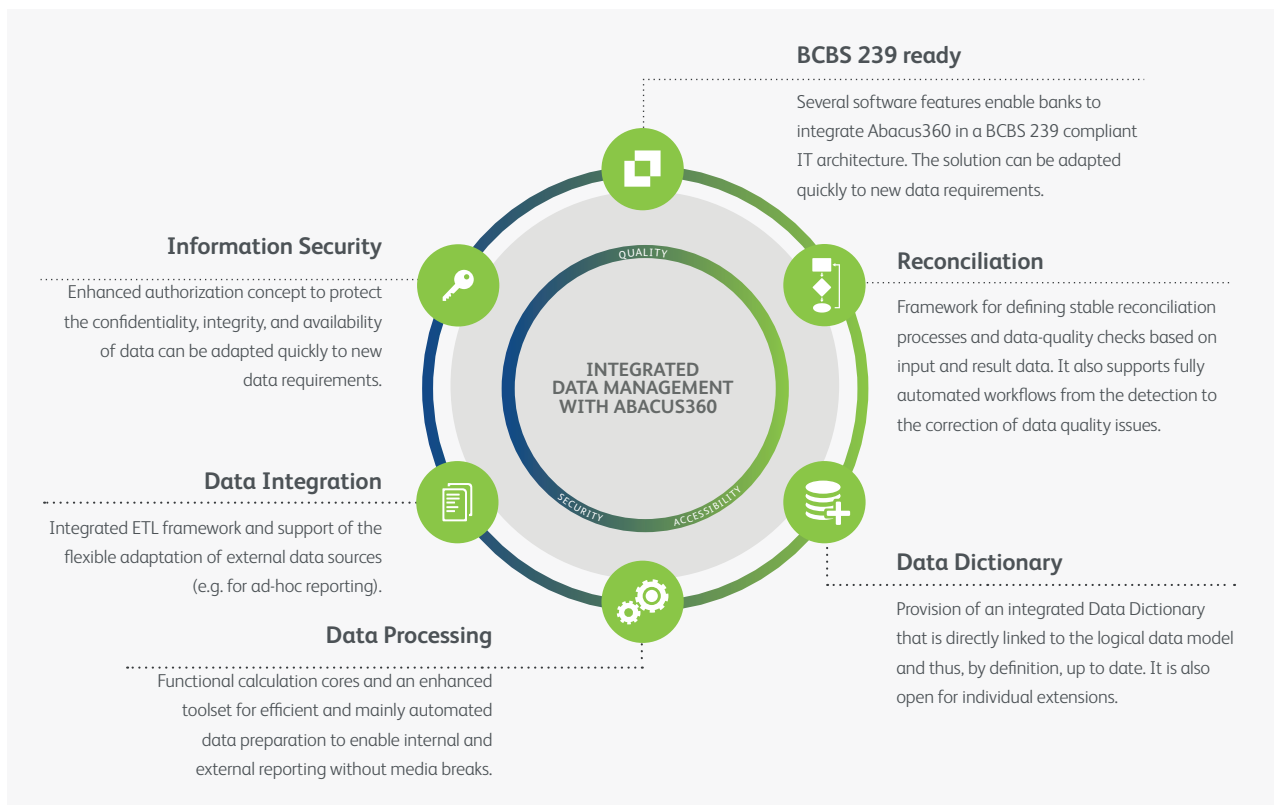 BCBS 239 ready
Several software features enable banks to
integrate Abacus360 in a BCBS 239 compliant
IT architecture. The solution can be adapted
quickly to new data requirements.
Information Security
Enhanced authorization concept to protect
the confidentiality, integrity, and availability
of data can be adapted quickly to new
data requirements.
Reconciliation
Framework for defining stable reconciliation
processes and data-quality checks based on
input and result data. It also supports fully
automated workflows from the detection to
the correction of data quality issues.
QUALITY
INTEGRATED
DATA MANAGEMENT
WITH ABACUS360
SECURITY
ACCESSIBILITY
Data Integration
Integrated ETL framework and support of the
flexible adaptation of external data sources
(e.g. for ad-hoc reporting).
Data Dictionary
Provision of an integrated Data Dictionary
that is directly linked to the logical data model
and thus, by definition, up to date. It is also
open for individual extensions.
Data Processing
Functional calculation cores and an enhanced
toolset for efficient and mainly automated
data preparation to enable internal and
external reporting without media breaks.